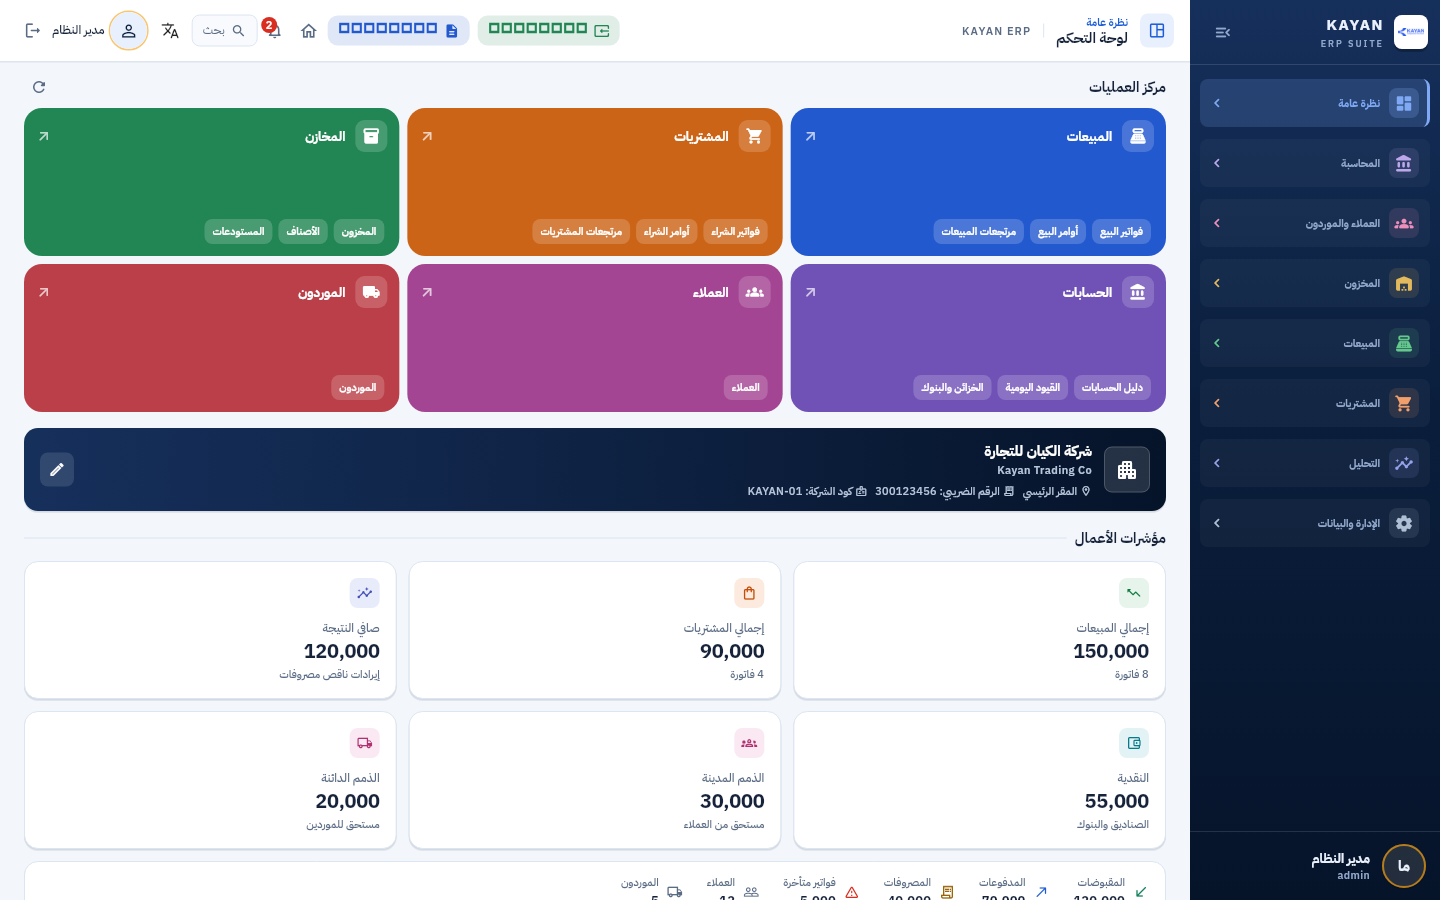 KAYAN
ERP SUITE
KAYAN
نظرة عامة
المحاسبة
العملاء والموردون
المخزون
المبيعات
المشتريات
التحليل
الإدارة والبيانات
ما
مدير النظام
admin
نظرة عامة
لوحة التحكم
KAYAN ERP
2
بحث
مدير النظام
مركز العمليات
المبيعات
فواتير البيع
أوامر البيع
مرتجعات المبيعات
المشتريات
فواتير الشراء
أوامر الشراء
مرتجعات المشتريات
المخازن
المخزون
الأصناف
المستودعات
الحسابات
دليل الحسابات
القيود اليومية
الخزائن والبنوك
العملاء
العملاء
الموردون
الموردون
شركة الكيان للتجارة
Kayan Trading Co
المقر الرئيسي
الرقم الضريبي: 300123456
كود الشركة: KAYAN-01
مؤشرات الأعمال
إجمالي المبيعات
150,000
8 فاتورة
إجمالي المشتريات
90,000
4 فاتورة
صافي النتيجة
120,000
إيرادات ناقص مصروفات
النقدية
55,000
الصناديق والبنوك
الذمم المدينة
30,000
مستحق من العملاء
الذمم الدائنة
20,000
مستحق للموردين
المقبوضات
المدفوعات
المصروفات
فواتير متأخرة
العملاء
الموردون